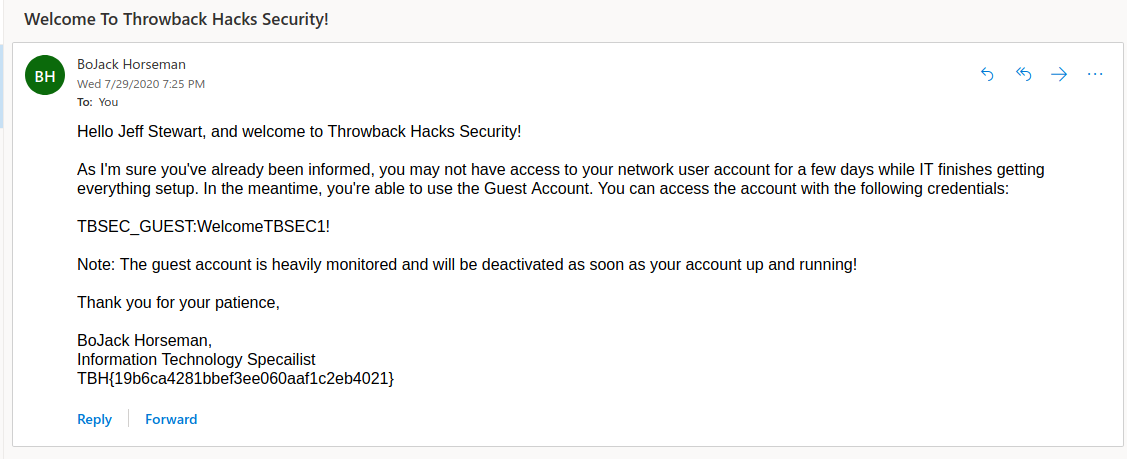 Welcome To Throwback Hacks Security!
BH
BoJack Horseman
Wed 7/29/2020 7:25 PM
To: You
Hello Jeff Stewart, and welcome to Throwback Hacks Security!
As I'm sure you've already been informed, you may not have access to your network user account for a few days while IT finishes getting
everything setup. In the meantime, you're able to use the Guest Account. You can access the account with the following credentials:
TBSEC_GUEST:WelcomeTBSEC1!
Note: The guest account is heavily monitored and will be deactivated as soon as your account up and running!
Thank you for your patience,
BoJack Horseman,
Information Technology Specailist
TBH{19b6ca4281bbef3ee060aaf1c2eb4021}
Reply
Forward